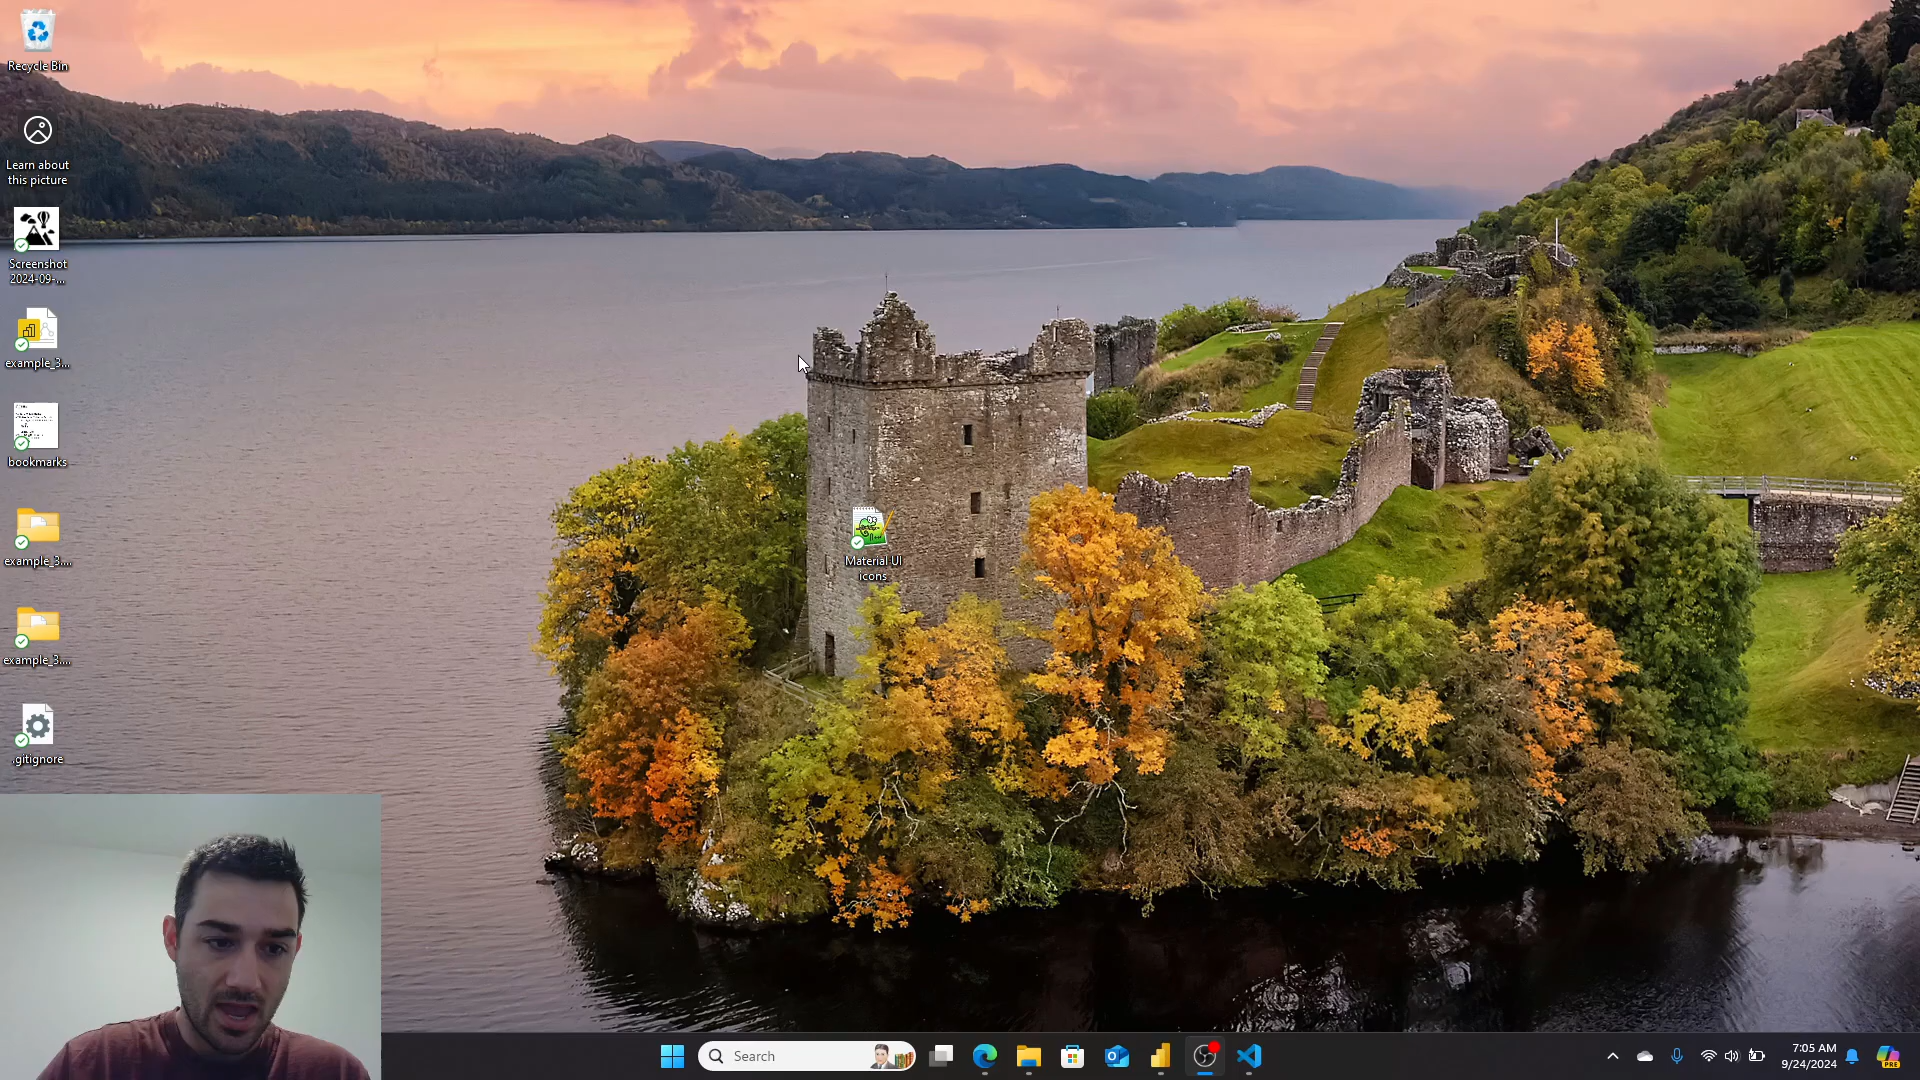 Recycle Bin
Learn about
this picture
Screenshot
2024-09-...
example_3....
bookmarks
example_3....
example_3....
.gitignore
Material UI
icons
Search
7:05 AM
9/24/2024
PRE